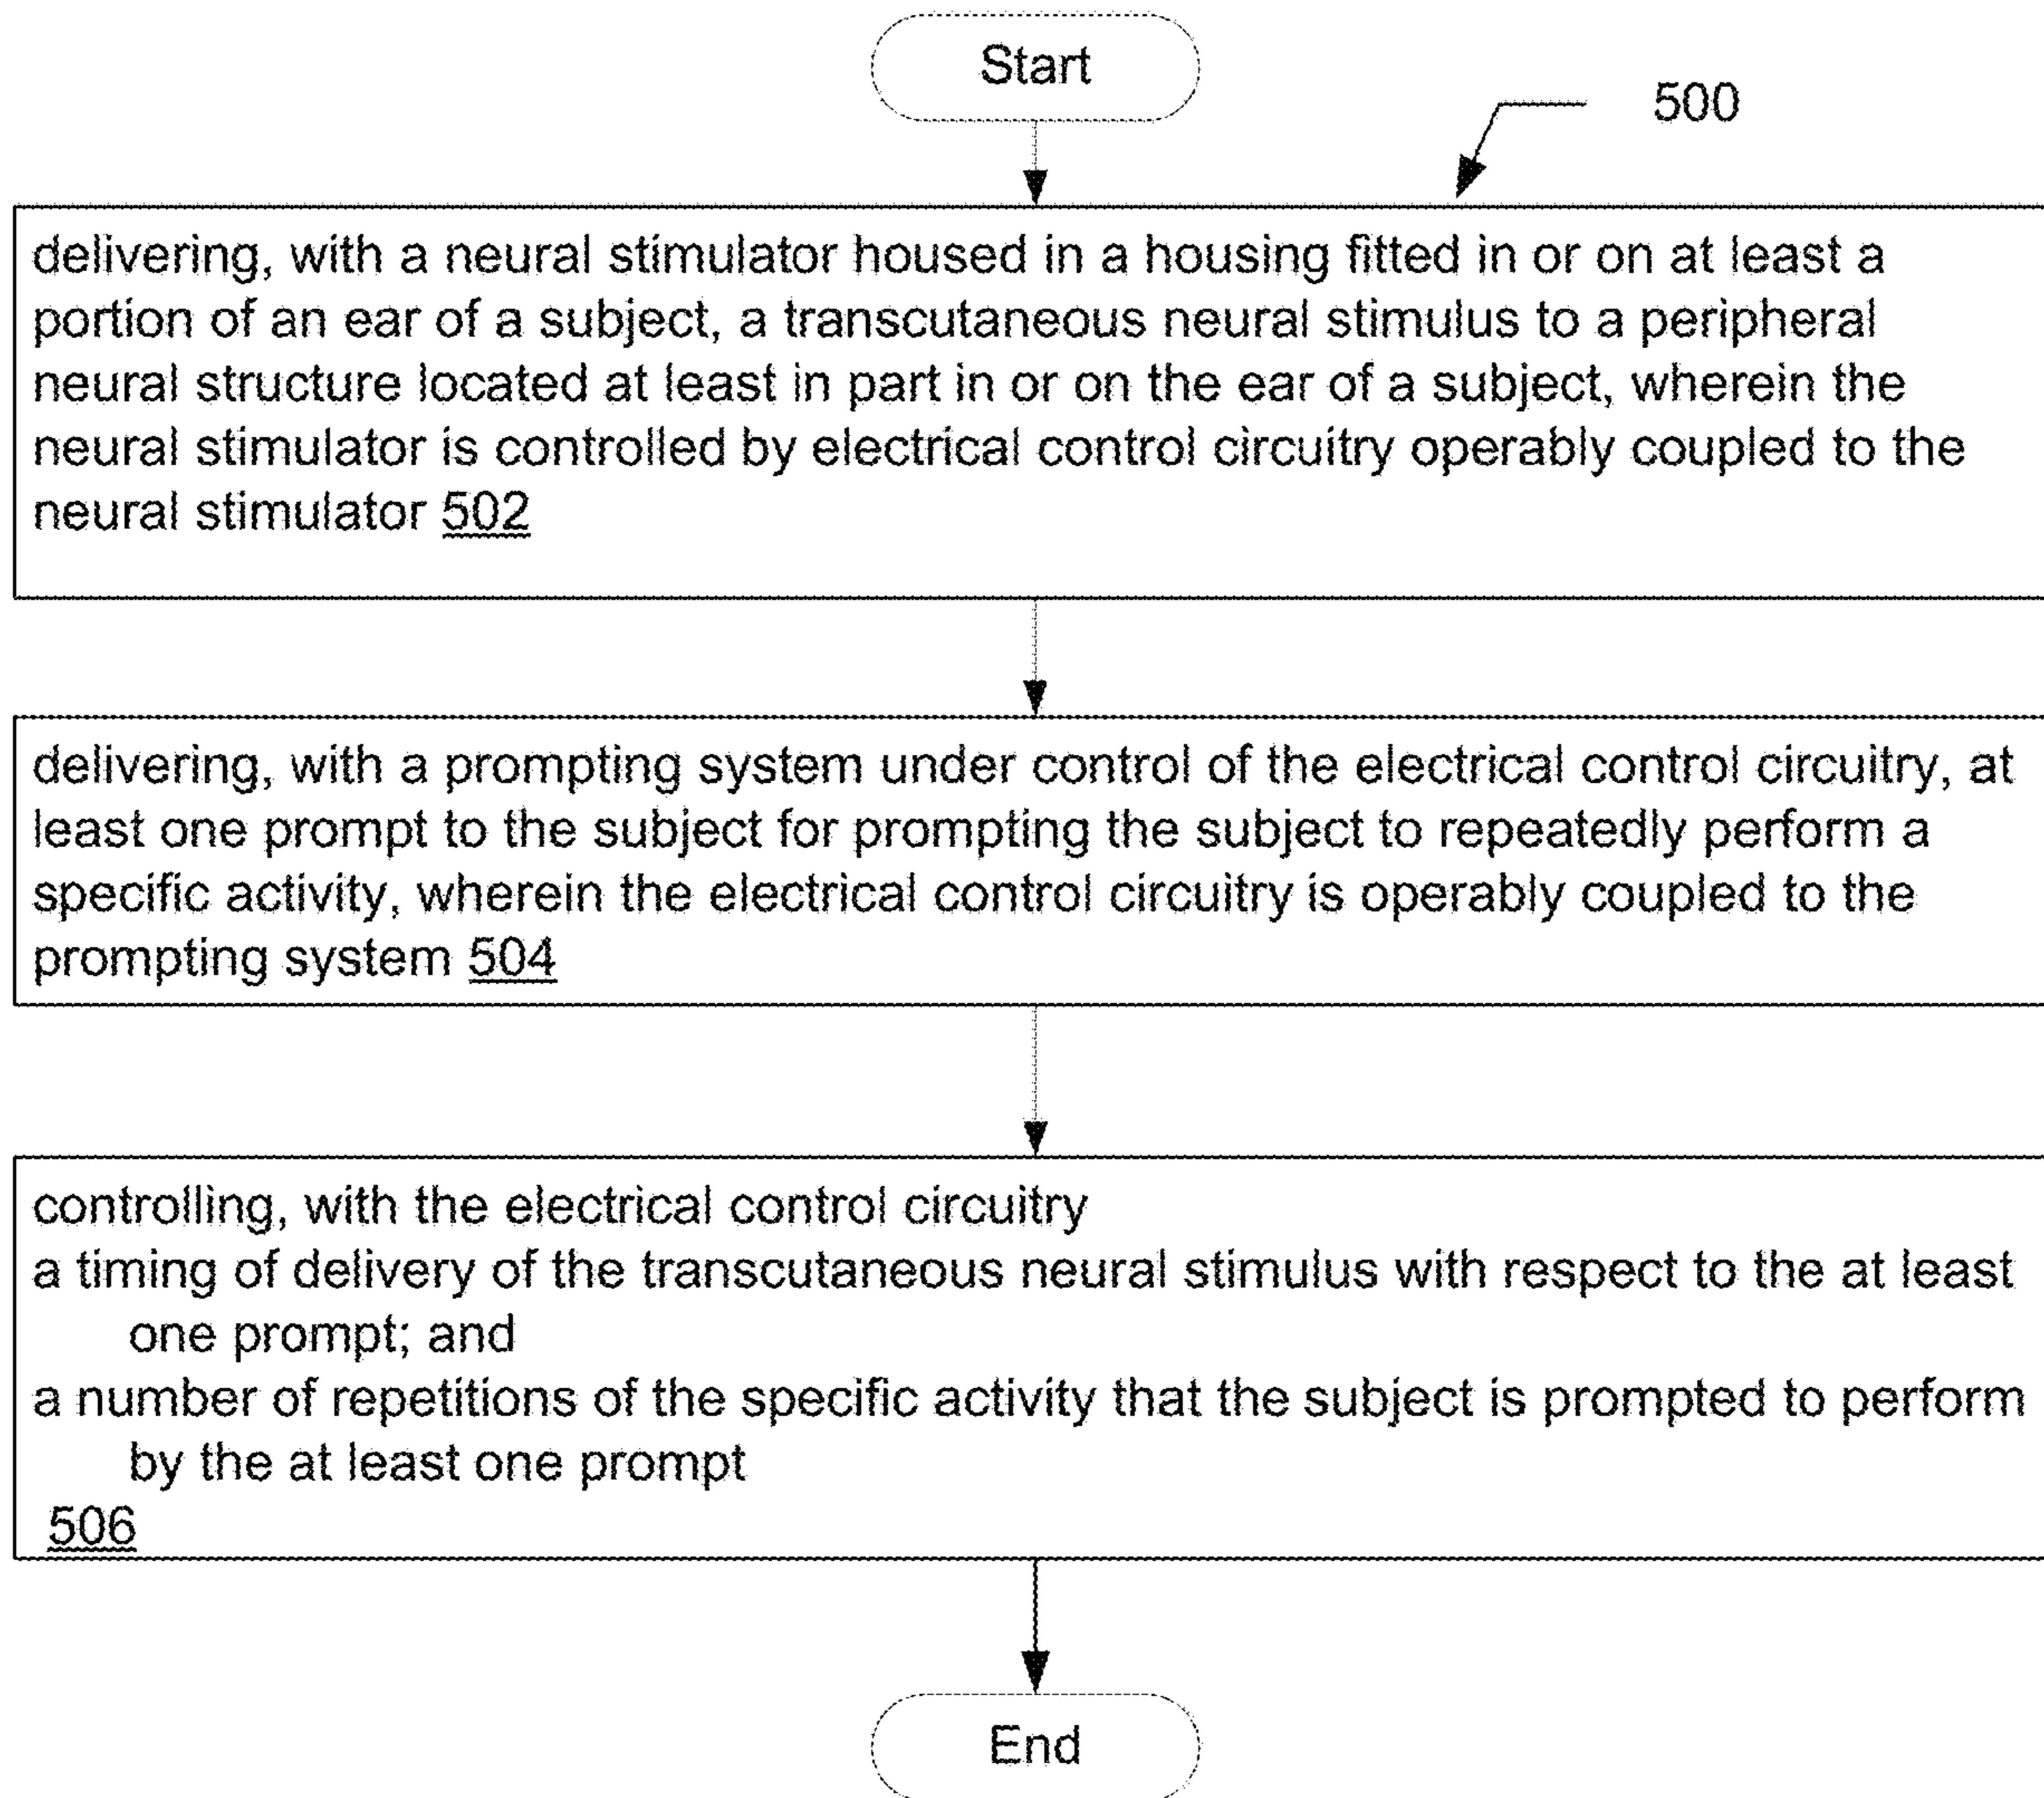 Start
500
delivering, with a neural stimulator housed in a housing fitted in or on at least a
portion of an ear of a subject, a transcutaneous neural stimulus to a peripheral
neural structure located at least in part in or on the ear of a subject, wherein the
neural stimulator is controlled by electrical control circuitry operably coupled to the
neural stimulator 502
delivering, with a prompting system under control of the electrical control circuitry, at
least one prompt to the subject for prompting the subject to repeatedly perform a
specific activity, wherein the electrical control circuitry is operably coupled to the
prompting system 504
controlling, with the electrical control circuitry
a timing of delivery of the transcutaneous neural stimulus with respect to the at least
one prompt; and
a number of repetitions of the specific activity that the subject is prompted to perform
by the at least one prompt
506
End